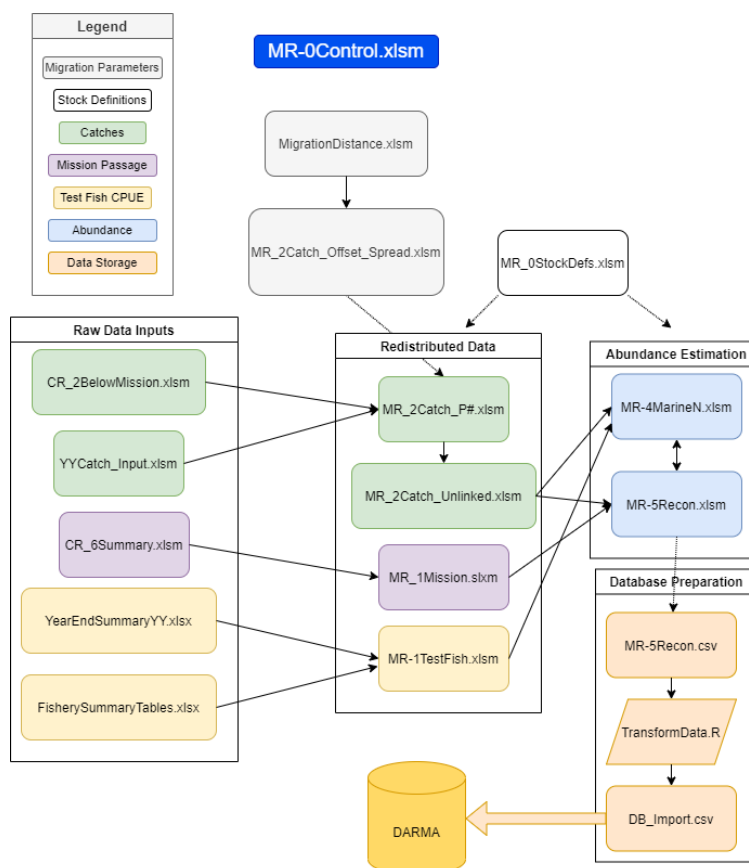 Legend
Migration Parameters
Stock Definitions
Catches
Mission Passage
Test Fish CPUE
Abundance
Data Storage
MR-0Control.xlsm
MigrationDistance.xlsm
MR_2Catch_Offset_Spread.xlsm
MR_0StockDefs.xlsm
Raw Data Inputs
CR_2BelowMission.xlsm
YYCatch_Input.xlsm
CR_6Summary.xlsm
YearEndSummaryYY.xlsx
FisherySummaryTables.xlsx
Redistributed Data
MR_2Catch_P#.xlsm
MR_2Catch_Unlinked.xlsm
MR_1Mission.slxm
MR-1TestFish.xlsm
Abundance Estimation
MR-4MarineN.xlsm
MR-5Recon.xlsm
Database Preparation
MR-5Recon.csv
TransformData.R
DB_Import.csv
DARMA